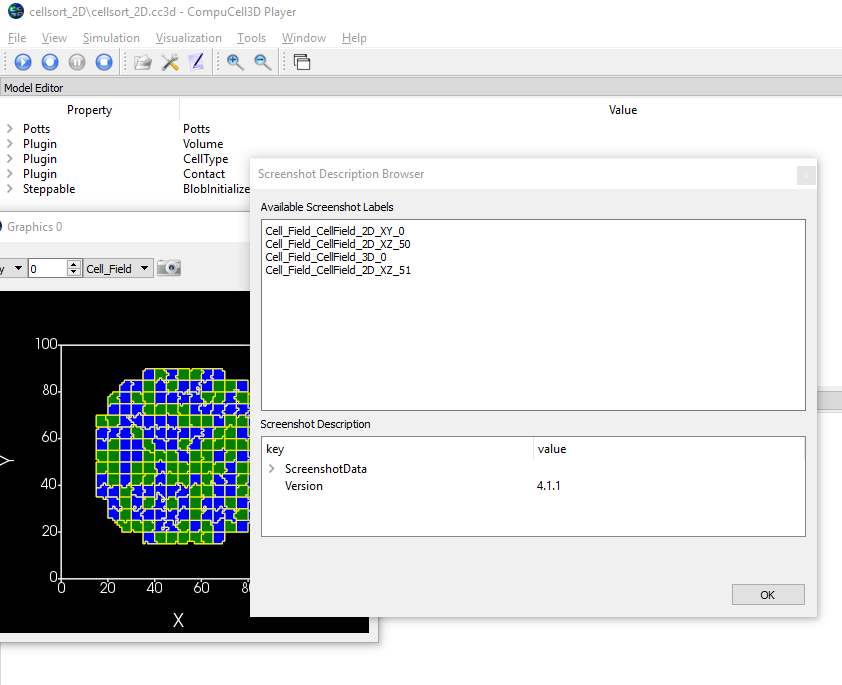 cellsort_2D\cellsort_2D.cc3d - CompuCell3D Player
File View Simulation Visualization Tools Window Help
Model Editor
Property Value
Potts Potts
Plugin Volume
Plugin CellType
Plugin Contact
Steppable BlobInitialize
Screenshot Description Browser
Available Screenshot Labels
Cell_Field_CellField_2D_XY_0
Cell_Field_CellField_2D_XZ_50
Cell_Field_CellField_3D_0
Cell_Field_CellField_2D_XZ_51
Screenshot Description
key value
ScreenshotData
Version 4.1.1
OK
Graphics 0
y 0 Cell_Field
100
80
60
40
20
0
0 20 40 60 8
X